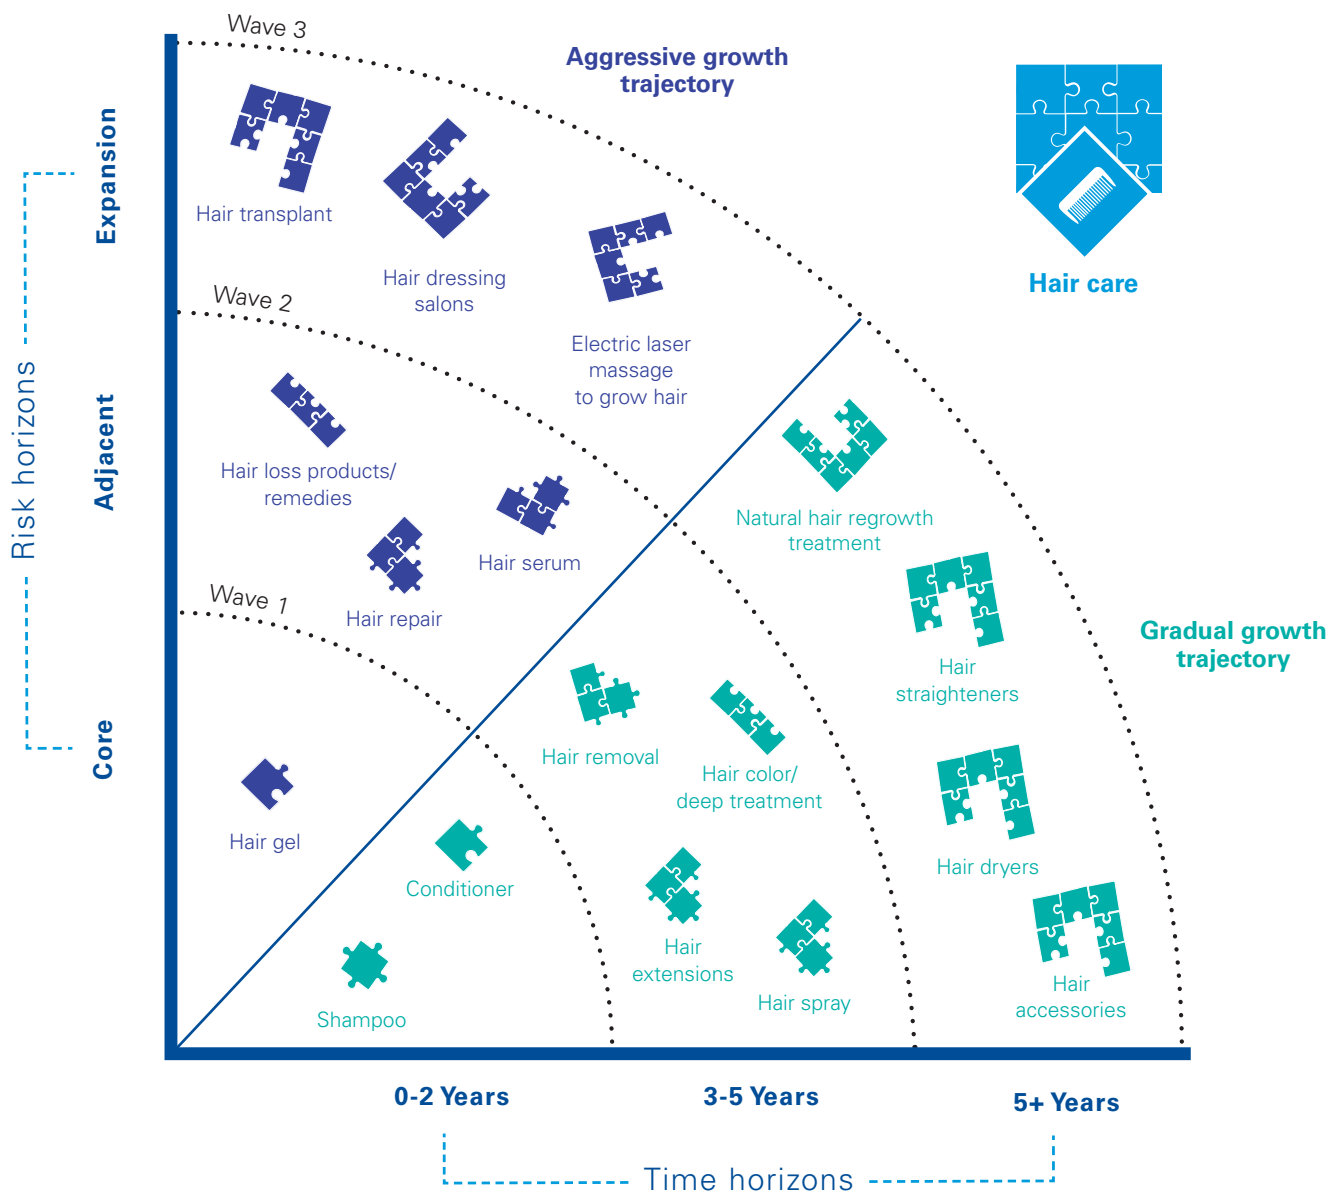 Wave 3
Aggressive growth
trajectory
Expansion
Hair transplant
Hair dressing
salons
Hair care
Wave 2
Electric laser
massage
to grow hair
Risk horizons
Adjacent
Hair loss products/
remedies
Hair serum
Hair repair
Natural hair regrowth
treatment
Wave 1
Gradual growth
trajectory
Hair
straighteners
Core
Hair removal
Hair color/
deep treatment
Hair gel
Conditioner
Hair dryers
Hair
extensions
Hair spray
Hair
accessories
Shampoo
0-2 Years
3-5 Years
5+ Years
Time horizons